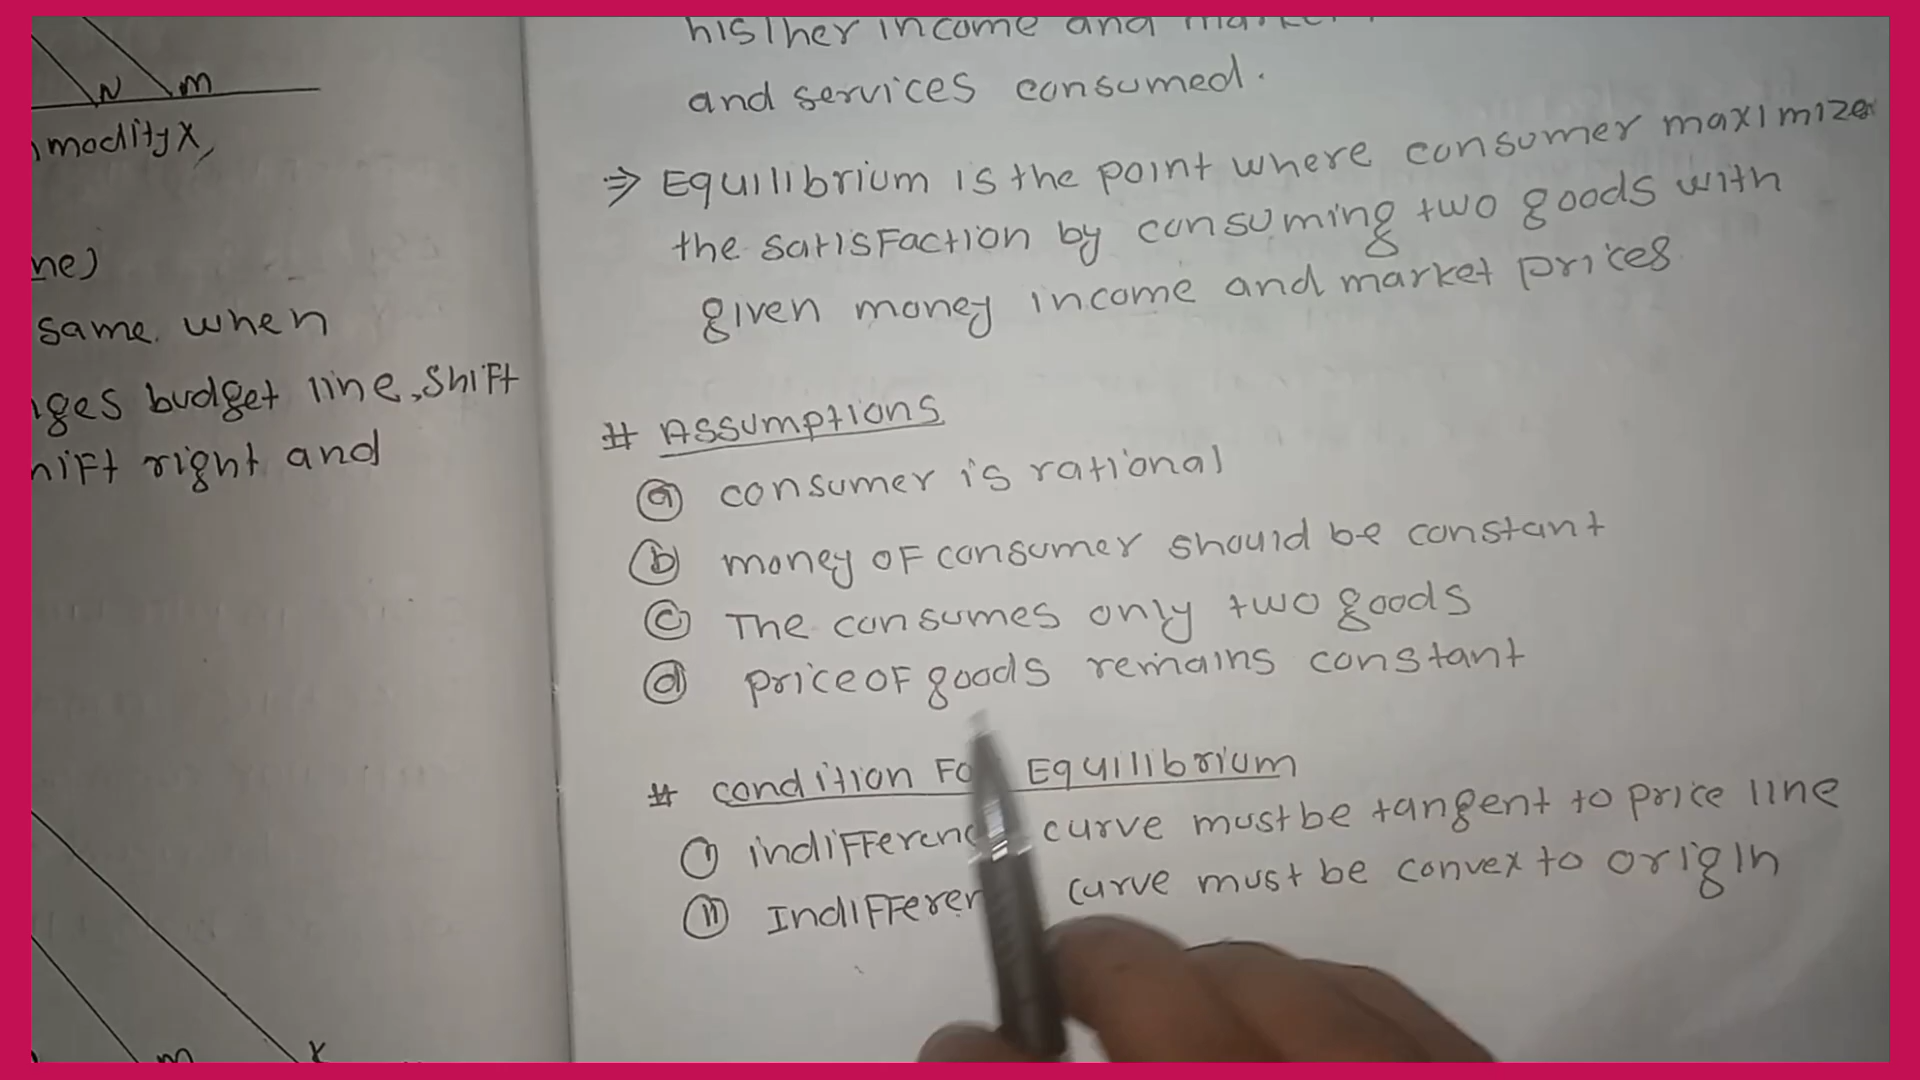 N m
modity X,
ne)
same. when
ges budget line, shift
hift right and
m x
his/her income and
and services consumed.
⇒ Equilibrium is the point where consumer maximize
the satisfaction by consuming two goods with
given money income and market prices
# Assumptions
(a) consumer is rational
(b) money of consumer should be constant
(c) The consumes only two goods
(d) price of goods remains constant
# condition Fo Equilibrium
(i) indifferenc curve must be tangent to price line
(ii) Indifferen curve must be convex to origin